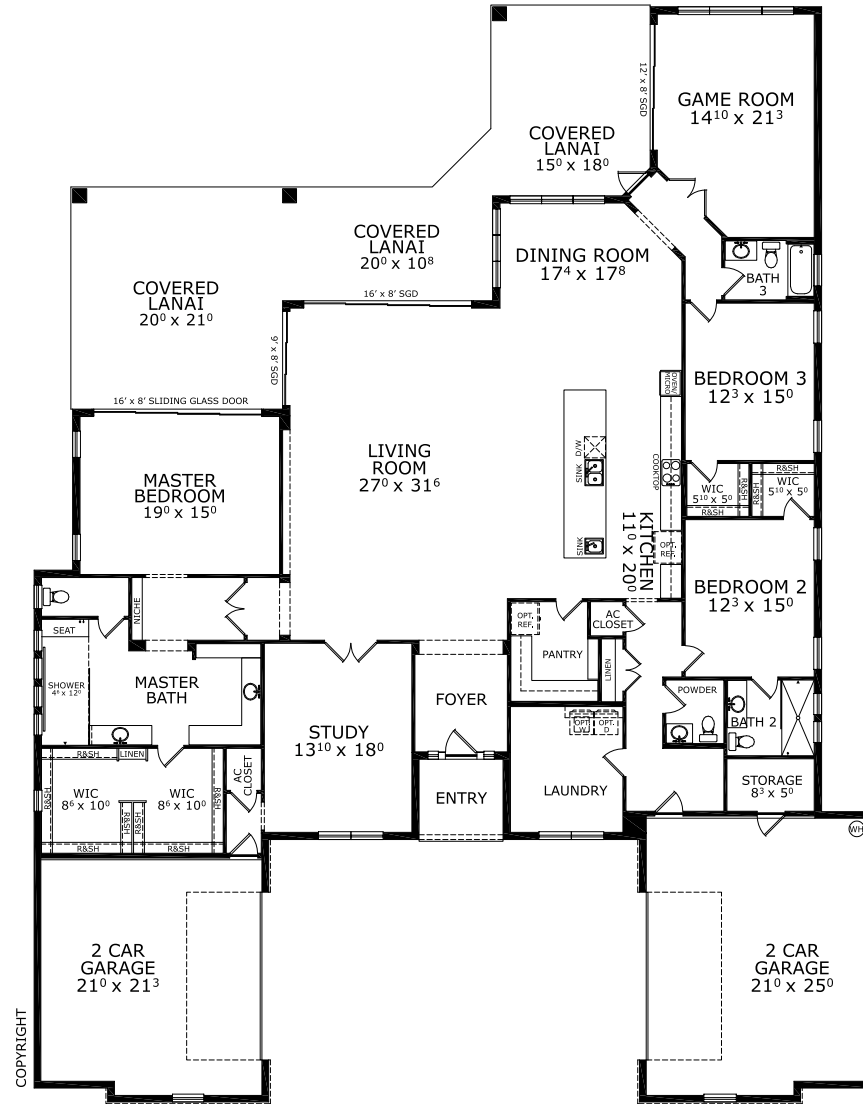 12' x 8' SGD
GAME ROOM
14¹⁰ x 21³
COVERED
LANAI
15⁰ x 18⁰
COVERED
LANAI
20⁰ x 10⁸
DINING ROOM
17⁴ x 17⁸
BATH
3
COVERED
LANAI
20⁰ x 21⁰
16' x 8' SGD
9' x 8' SGD
16' x 8' SLIDING GLASS DOOR
OVEN/
MICRO
BEDROOM 3
12³ x 15⁰
LIVING
ROOM
27⁰ x 31⁶
D/W
SINK
COOKTOP
SINK
MASTER
BEDROOM
19⁰ x 15⁰
R&SH
WIC
5¹⁰ x 5⁰
R&SH
R&SH
R&SH
WIC
5¹⁰ x 5⁰
KITCHEN
11⁰ x 20⁰
OPT.
REF.
BEDROOM 2
12³ x 15⁰
NICHE
OPT.
REF.
AC
CLOSET
SEAT
PANTRY
LINEN
SHOWER
4⁶ x 12⁰
MASTER
BATH
FOYER
POWDER
STUDY
13¹⁰ x 18⁰
OPT.
W
OPT.
D
BATH 2
R&SH
LINEN
AC
CLOSET
R&SH
WIC
8⁶ x 10⁰
WIC
8⁶ x 10⁰
R&SH
R&SH
R&SH
R&SH
R&SH
ENTRY
LAUNDRY
STORAGE
8³ x 5⁰
WH
2 CAR
GARAGE
21⁰ x 21³
2 CAR
GARAGE
21⁰ x 25⁰
COPYRIGHT